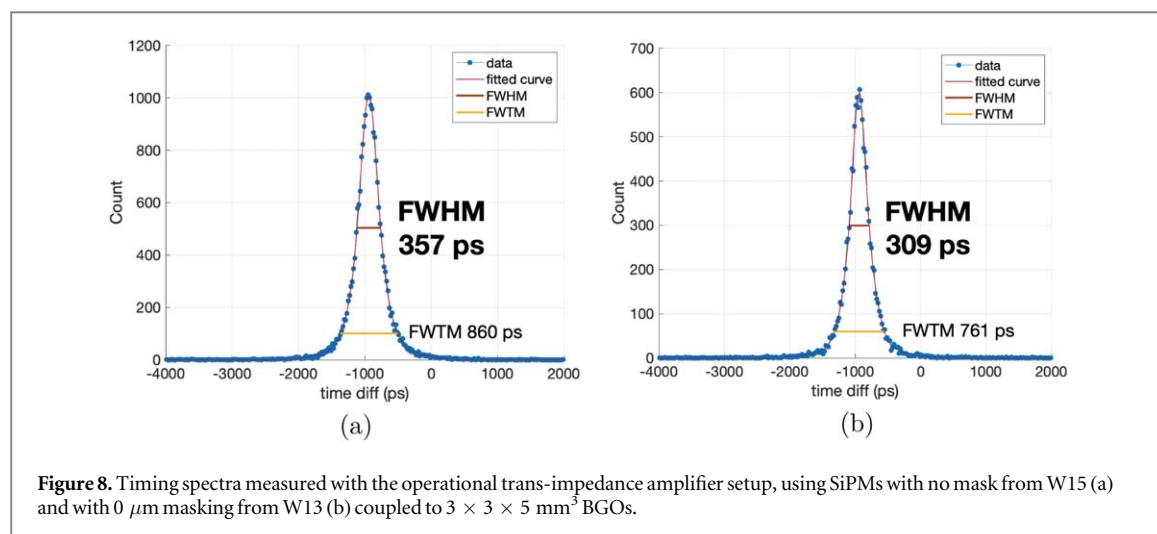 1200
1000
800
600
400
200
0
Count
data
fitted curve
FWHM
FWTM
FWHM
357 ps
FWTM 860 ps
-4000 -3000 -2000 -1000 0 1000 2000
time diff (ps)
(a)
700
600
500
400
300
200
100
0
Count
data
fitted curve
FWHM
FWTM
FWHM
309 ps
FWTM 761 ps
-4000 -3000 -2000 -1000 0 1000 2000
time diff (ps)
(b)
Figure 8. Timing spectra measured with the operational trans-impedance amplifier setup, using SiPMs with no mask from W15 (a)
and with 0 μm masking from W13 (b) coupled to 3 × 3 × 5 mm³ BGOs.